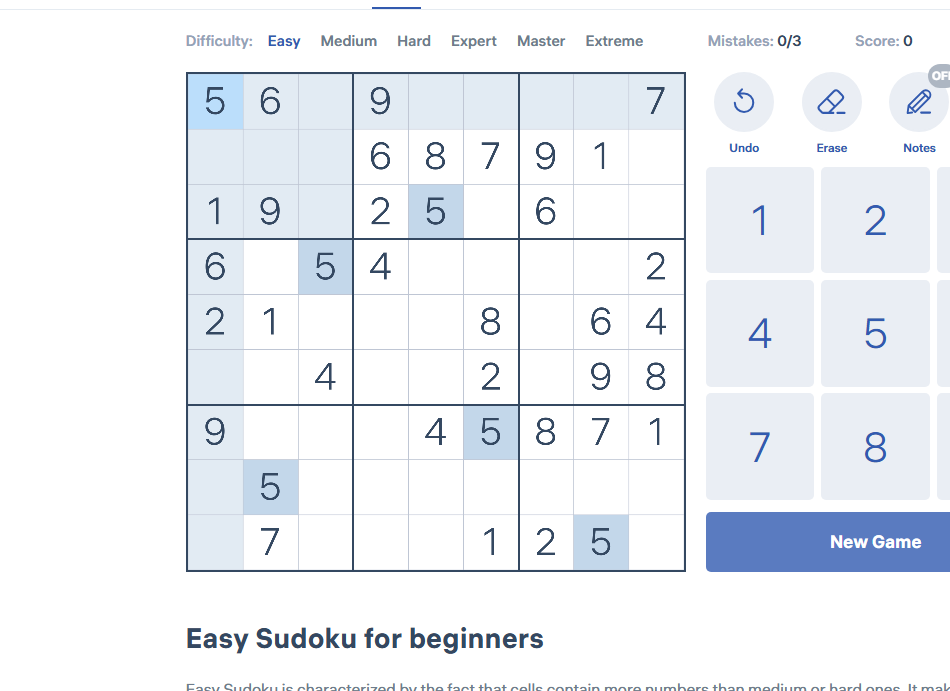 Difficulty: Easy Medium Hard Expert Master Extreme Mistakes: 0/3 Score: 0
OFF
5 6 9 7
Undo Erase Notes
6 8 7 9 1
1 9 2 5 6
1 2
6 5 4 2
2 1 8 6 4
4 5
4 2 9 8
9 4 5 8 7 1
7 8
5
7 1 2 5
New Game
Easy Sudoku for beginners
Easy Sudoku is characterized by the fact that cells contain more numbers than medium or hard ones. It